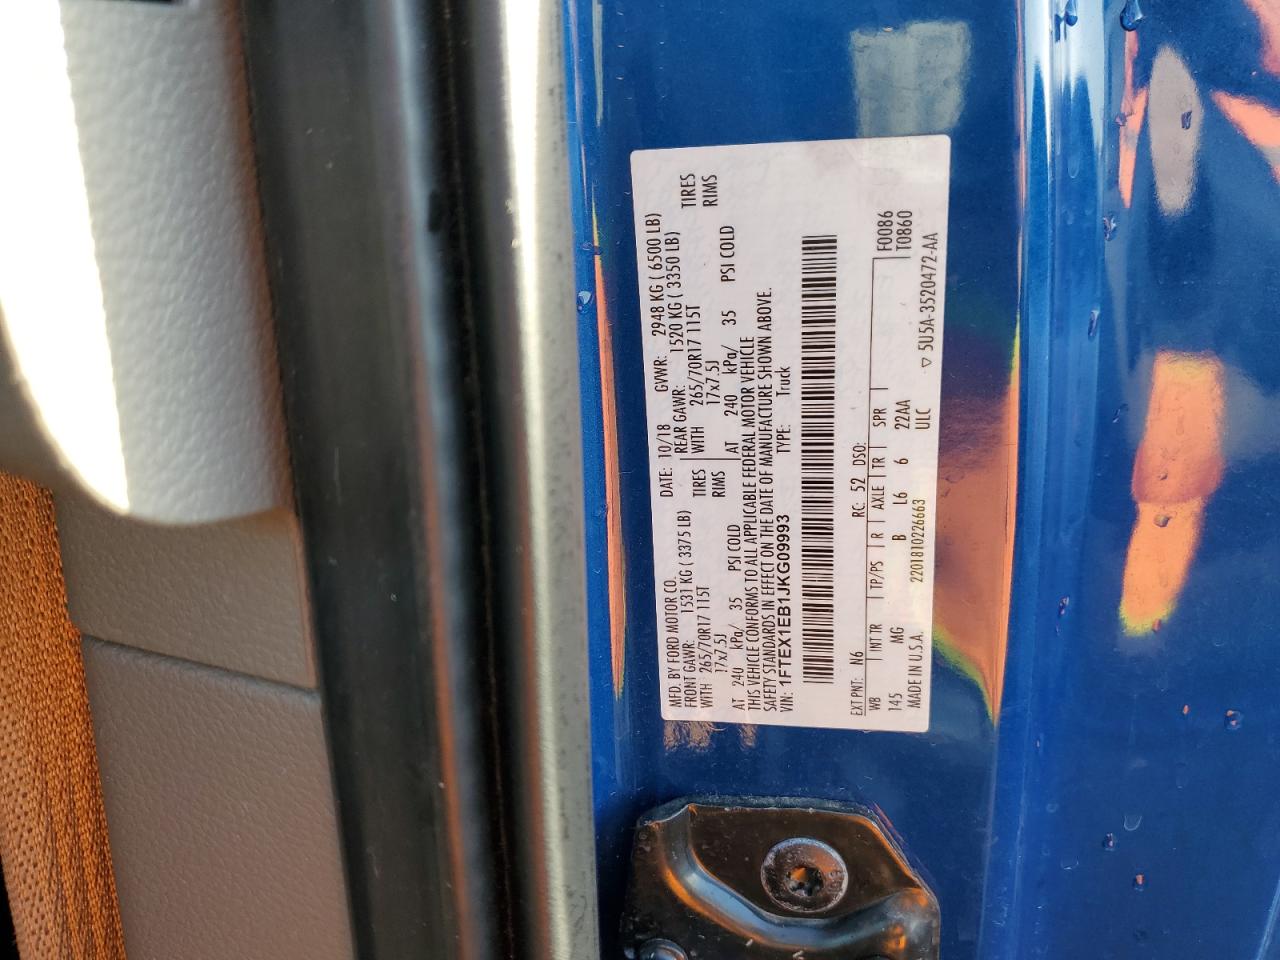 MFD. BY FORD MOTOR CO.
DATE: 10/18 GVWR: 2948 KG ( 6500 LB)
FRONT GAWR: 1531 KG ( 3375 LB) REAR GAWR: 1520 KG ( 3350 LB)
WITH 265/70R17 115T TIRES WITH 265/70R17 115T TIRES
17x7.5J RIMS 17x7.5J RIMS
AT 240 kPa/ 35 PSI COLD AT 240 kPa/ 35 PSI COLD
THIS VEHICLE CONFORMS TO ALL APPLICABLE FEDERAL MOTOR VEHICLE
SAFETY STANDARDS IN EFFECT ON THE DATE OF MANUFACTURE SHOWN ABOVE.
VIN: 1FTEX1EB1JKG09993 TYPE: Truck
EXT PNT: N6 RC: 52 DSO: F0086
WB INT TR TP/PS R AXLE TR SPR T0860
145 MG B L6 6 22AA
MADE IN U.S.A. 2201810226663 ULC ▽ 5U5A-3520472-AA